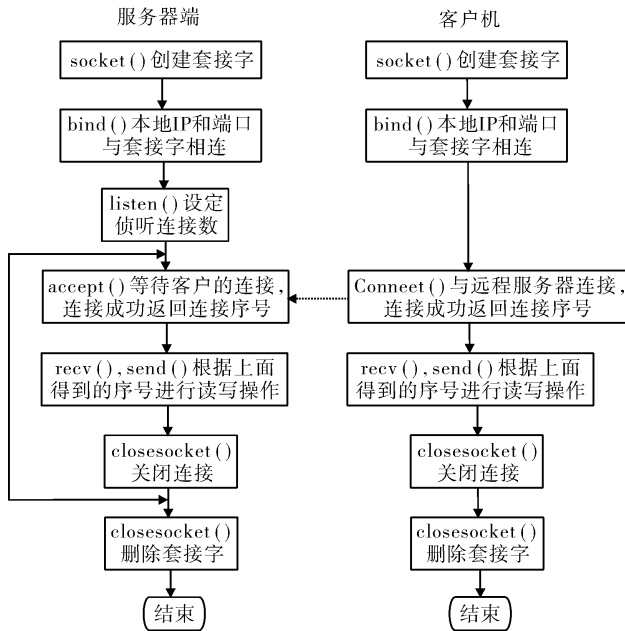 服务器端
socket()创建套接字
bind()本地IP和端口
与套接字相连
listen()设定
侦听连接数
accept()等待客户的连接,
连接成功返回连接序号
recv(),send()根据上面
得到的序号进行读写操作
closesocket()
关闭连接
closesocket()
删除套接字
结束
客户机
socket()创建套接字
bind()本地IP和端口
与套接字相连
Conneet()与远程服务器连接,
连接成功返回连接序号
recv(),send()根据上面
得到的序号进行读写操作
closesocket()
关闭连接
closesocket()
删除套接字
结束